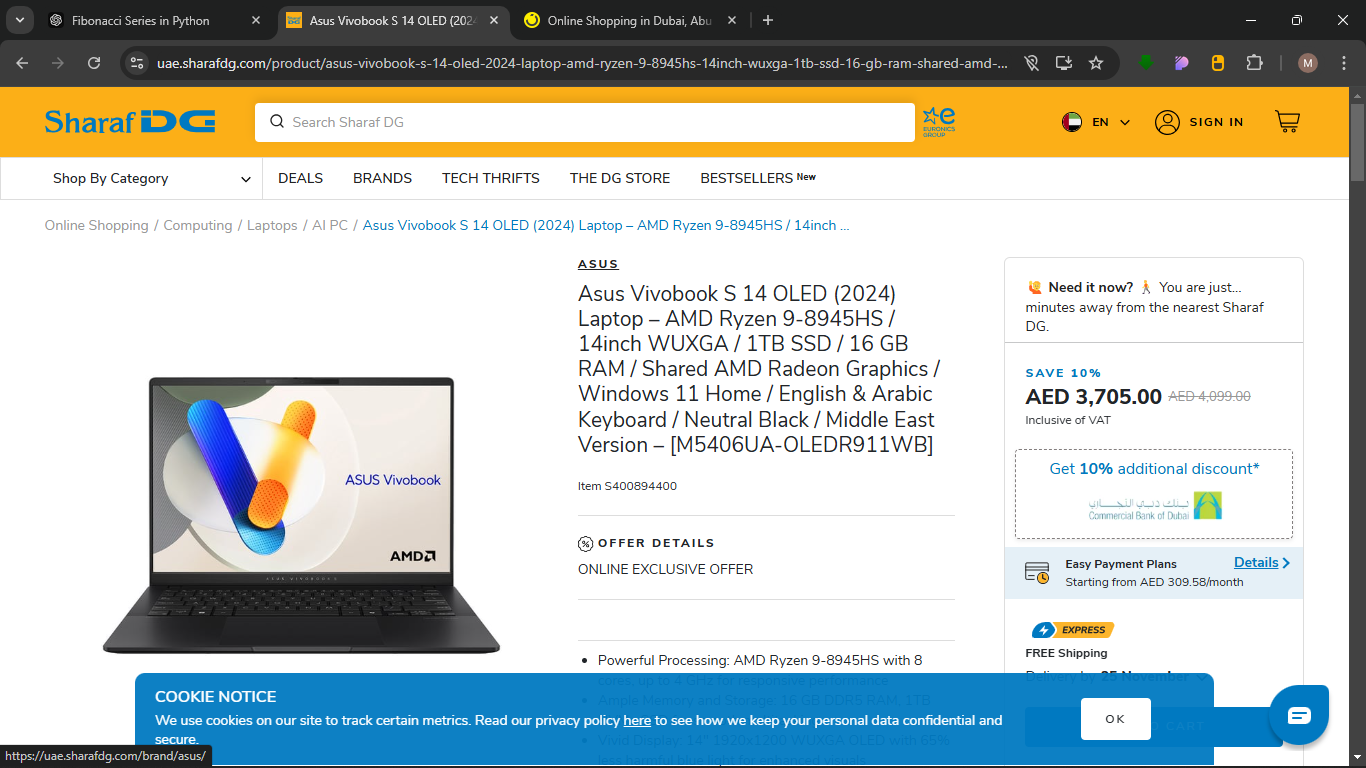 Fibonacci Series in Python
Asus Vivobook S 14 OLED (2024
Online Shopping in Dubai, Abu
uae.sharafdg.com/product/asus-vivobook-s-14-oled-2024-laptop-amd-ryzen-9-8945hs-14inch-wuxga-1tb-ssd-16-gb-ram-shared-amd-...
M
Sharaf DG
Search Sharaf DG
e
EURONICS
GROUP
EN
SIGN IN
Shop By Category
DEALS
BRANDS
TECH THRIFTS
THE DG STORE
BESTSELLERS New
Online Shopping / Computing / Laptops / AI PC / Asus Vivobook S 14 OLED (2024) Laptop – AMD Ryzen 9-8945HS / 14inch ...
ASUS Vivobook
AMD
ASUS VIVOBOOK S
ASUS
Asus Vivobook S 14 OLED (2024)
Laptop – AMD Ryzen 9-8945HS /
14inch WUXGA / 1TB SSD / 16 GB
RAM / Shared AMD Radeon Graphics /
Windows 11 Home / English & Arabic
Keyboard / Neutral Black / Middle East
Version – [M5406UA-OLEDR911WB]
Item S400894400
OFFER DETAILS
ONLINE EXCLUSIVE OFFER
Powerful Processing: AMD Ryzen 9-8945HS with 8
cores, up to 4 GHz for responsive performance.
Ample Memory and Storage: 16 GB DDR5 RAM, 1TB
Vivid Display: 14" 1920x1200 WUXGA OLED with 65%
less harmful blue light for enhanced visuals
Need it now? You are just...
minutes away from the nearest Sharaf
DG.
SAVE 10%
AED 3,705.00 AED 4,099.00
Inclusive of VAT
Get 10% additional discount*
بنك دبي التجاري
Commercial Bank of Dubai
Easy Payment Plans
Details
Starting from AED 309.58/month
EXPRESS
FREE Shipping
Delivery by 25 November
CART
COOKIE NOTICE
We use cookies on our site to track certain metrics. Read our privacy policy here to see how we keep your personal data confidential and
secure.
OK
https://uae.sharafdg.com/brand/asus/